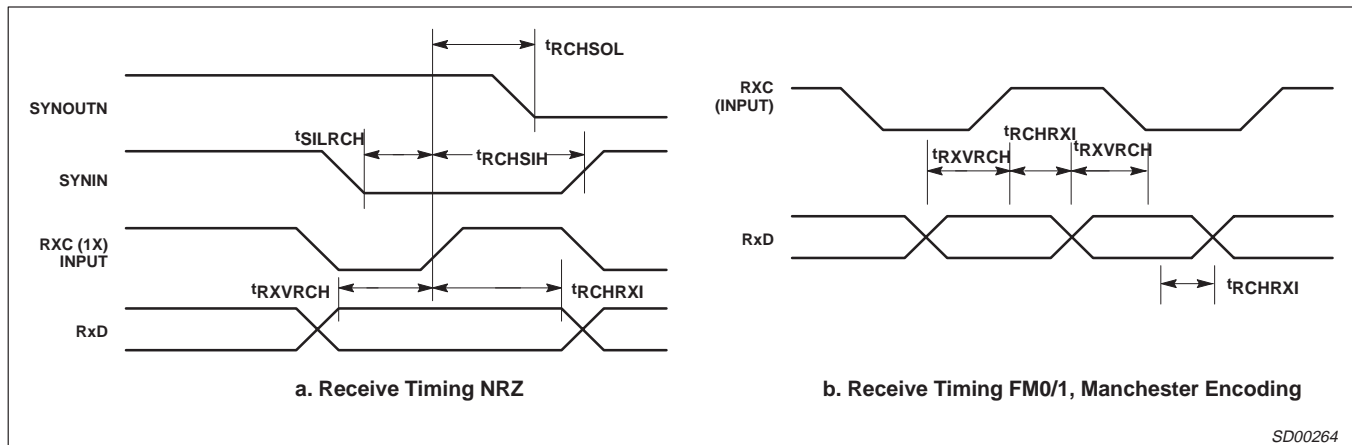 tRCHSOL
SYNOUTN
tSILRCH
tRCHSIH
SYNIN
RXC (1X)
INPUT
tRXVRCH
tRCHRXI
RxD
a. Receive Timing NRZ
RXC
(INPUT)
tRCHRXI
tRXVRCH
tRXVRCH
RxD
tRCHRXI
b. Receive Timing FM0/1, Manchester Encoding
SD00264